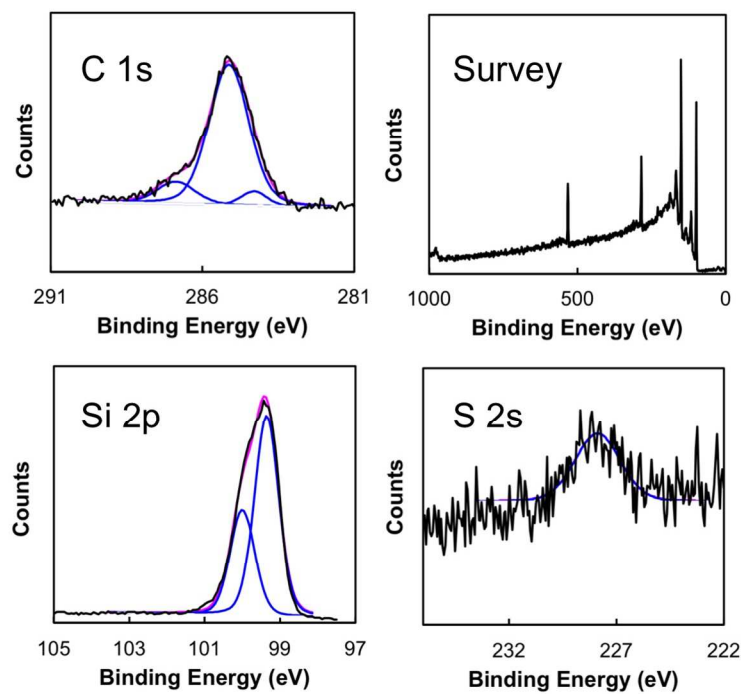 C 1s
Counts
291 286 281
Binding Energy (eV)
Survey
1000 500 0
Binding Energy (eV)
Si 2p
Counts
105 103 101 99 97
Binding Energy (eV)
S 2s
Counts
232 227 222
Binding Energy (eV)
Counts